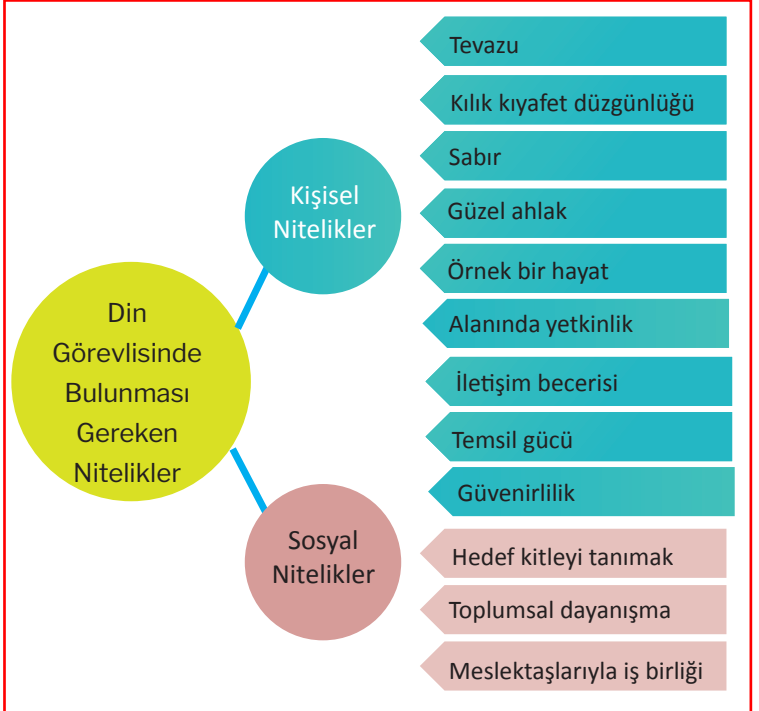 Din
Görevlisinde
Bulunması
Gereken
Nitelikler
Kişisel
Nitelikler
Tevazu
Kılık kıyafet düzgünlüğü
Sabır
Güzel ahlak
Örnek bir hayat
Alanında yetkinlik
İletişim becerisi
Temsil gücü
Güvenirlilik
Sosyal
Nitelikler
Hedef kitleyi tanımak
Toplumsal dayanışma
Meslektaşlarıyla iş birliği